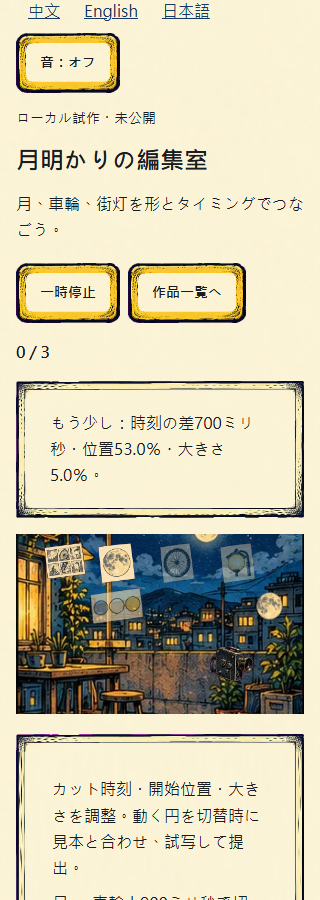 中文 English 日本語
音：オフ
ローカル試作・未公開
月明かりの編集室
月、車輪、街灯を形とタイミングでつな
ごう。
一時停止 作品一覧へ
0 / 3
もう少し：時刻の差700ミリ
秒・位置53.0%・大きさ
5.0%。
カット時刻・開始位置・大き
さを調整。動く円を切替時に
見本と合わせ、試写して提
出。